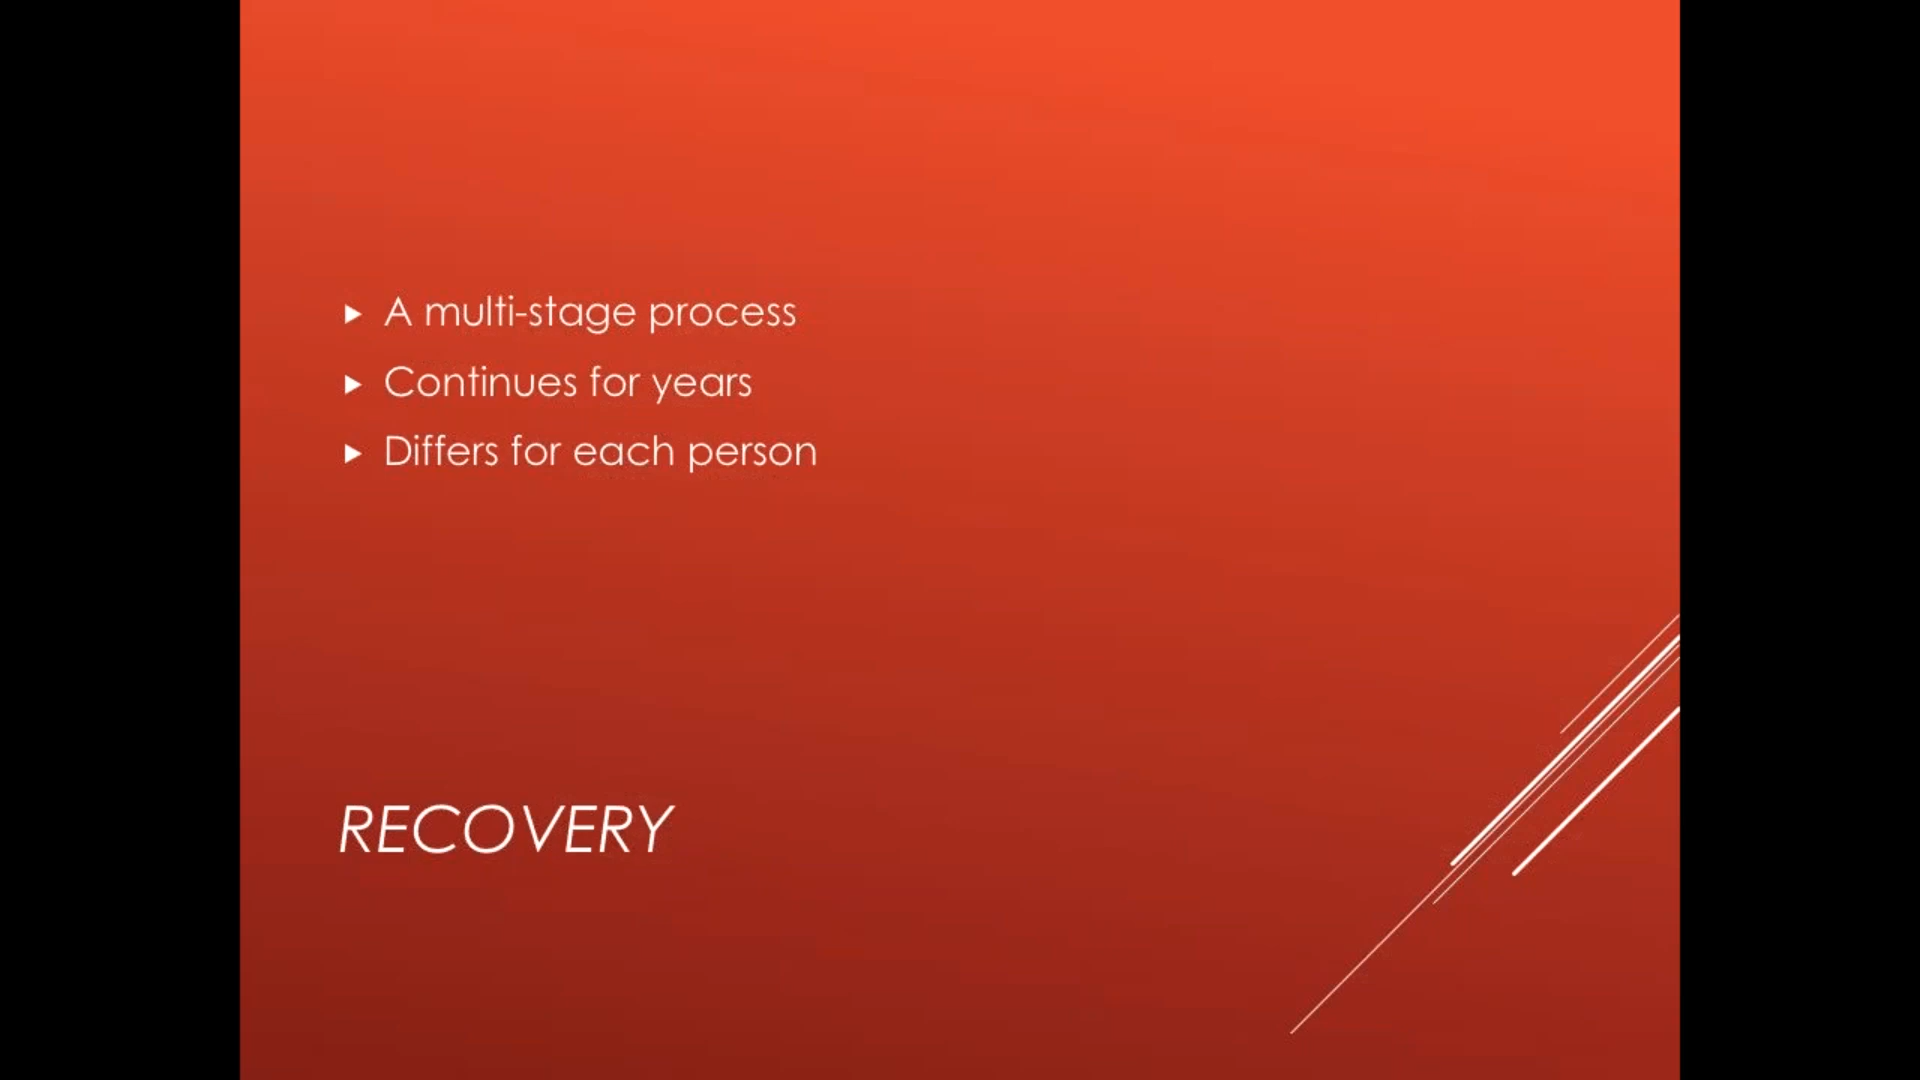 A multi-stage process
Continues for years
Differs for each person
RECOVERY